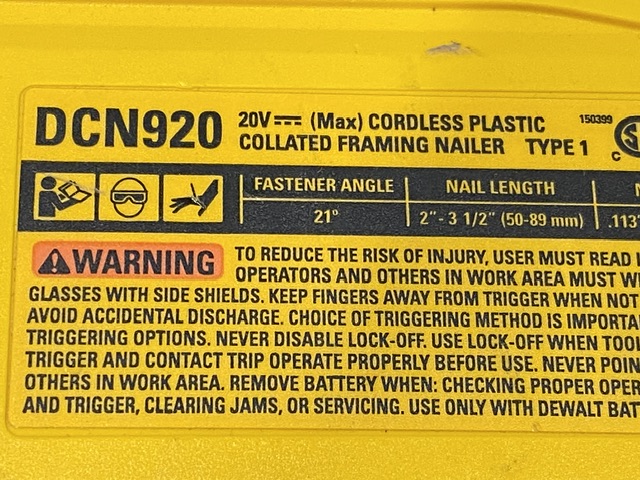 DCN920 20V⎓ (Max) CORDLESS PLASTIC 150399
COLLATED FRAMING NAILER TYPE 1 C
FASTENER ANGLE NAIL LENGTH
21° 2" - 3 1/2" (50-89 mm) .113"
WARNING TO REDUCE THE RISK OF INJURY, USER MUST READ
OPERATORS AND OTHERS IN WORK AREA MUST
GLASSES WITH SIDE SHIELDS. KEEP FINGERS AWAY FROM TRIGGER WHEN NOT
AVOID ACCIDENTAL DISCHARGE. CHOICE OF TRIGGERING METHOD IS
TRIGGERING OPTIONS. NEVER DISABLE LOCK-OFF. USE LOCK-OFF WHEN TOOL
TRIGGER AND CONTACT TRIP OPERATE PROPERLY BEFORE USE. NEVER
OTHERS IN WORK AREA. REMOVE BATTERY WHEN: CHECKING PROPER
AND TRIGGER, CLEARING JAMS, OR SERVICING. USE ONLY WITH DEWALT